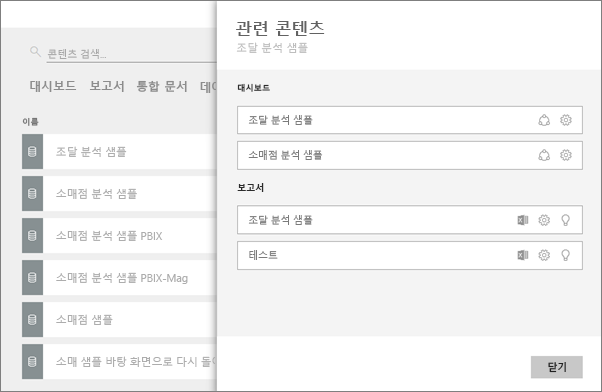 콘텐츠 검색...
대시보드 보고서 통합 문서
이름
조달 분석 샘플
소매점 분석 샘플
소매점 분석 샘플 PBIX
소매점 분석 샘플 PBIX-Mag
소매점 샘플
소매 샘플 바탕 화면으로 다시
관련 콘텐츠
조달 분석 샘플
대시보드
조달 분석 샘플
소매점 분석 샘플
보고서
조달 분석 샘플
테스트
닫기